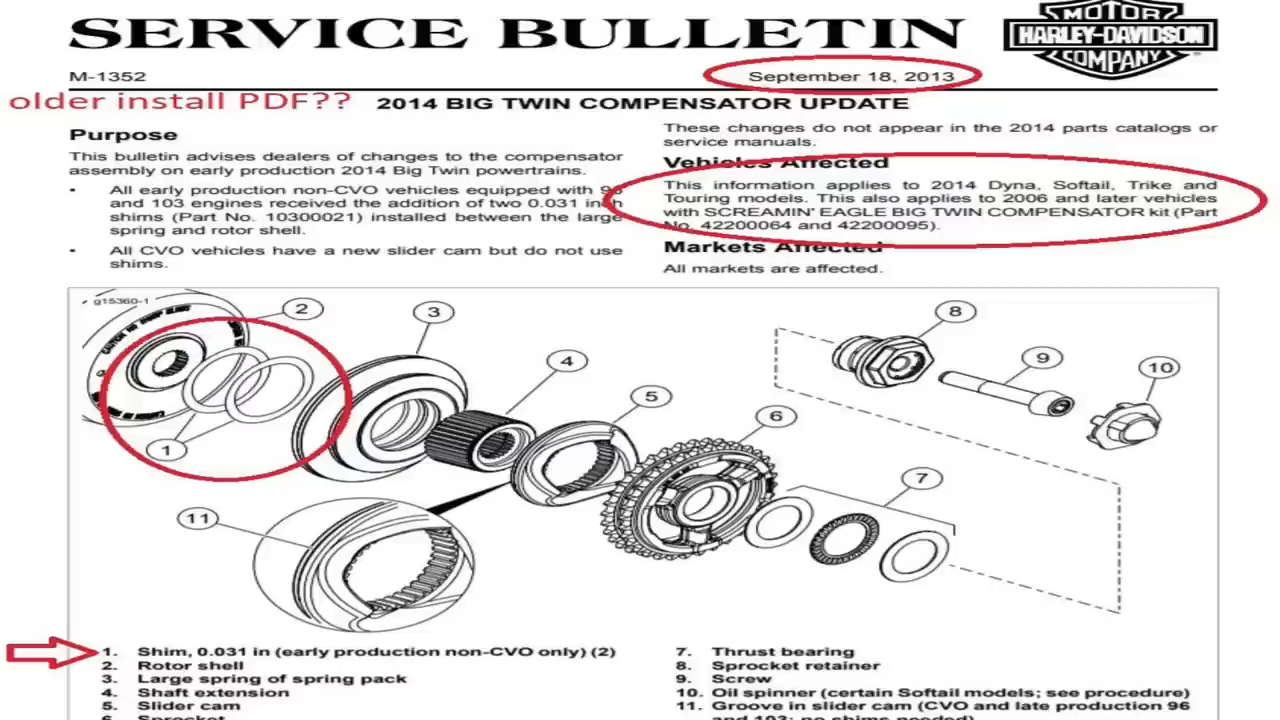 SERVICE BULLETIN
MOTOR
HARLEY-DAVIDSON
COMPANY
M-1352
September 18, 2013
older install PDF??
2014 BIG TWIN COMPENSATOR UPDATE
Purpose
This bulletin advises dealers of changes to the compensator
assembly on early production 2014 Big Twin powertrains.
• All early production non-CVO vehicles equipped with 96
and 103 engines received the addition of two 0.031 inch
shims (Part No. 10300021) installed between the large
spring and rotor shell.
• All CVO vehicles have a new slider cam but do not use
shims.
These changes do not appear in the 2014 parts catalogs or
service manuals.
Vehicles Affected
This information applies to 2014 Dyna, Softail, Trike and
Touring models. This also applies to 2006 and later vehicles
with SCREAMIN' EAGLE BIG TWIN COMPENSATOR kit (Part
No. 42200064 and 42200095).
Markets Affected
All markets are affected.
g15360-1
2
3
8
4
9
10
5
6
1
7
11
1. Shim, 0.031 in (early production non-CVO only) (2)
2. Rotor shell
3. Large spring of spring pack
4. Shaft extension
5. Slider cam
6. Sprocket
7. Thrust bearing
8. Sprocket retainer
9. Screw
10. Oil spinner (certain Softail models; see procedure)
11. Groove in slider cam (CVO and late production 96
and 103; no shims needed)